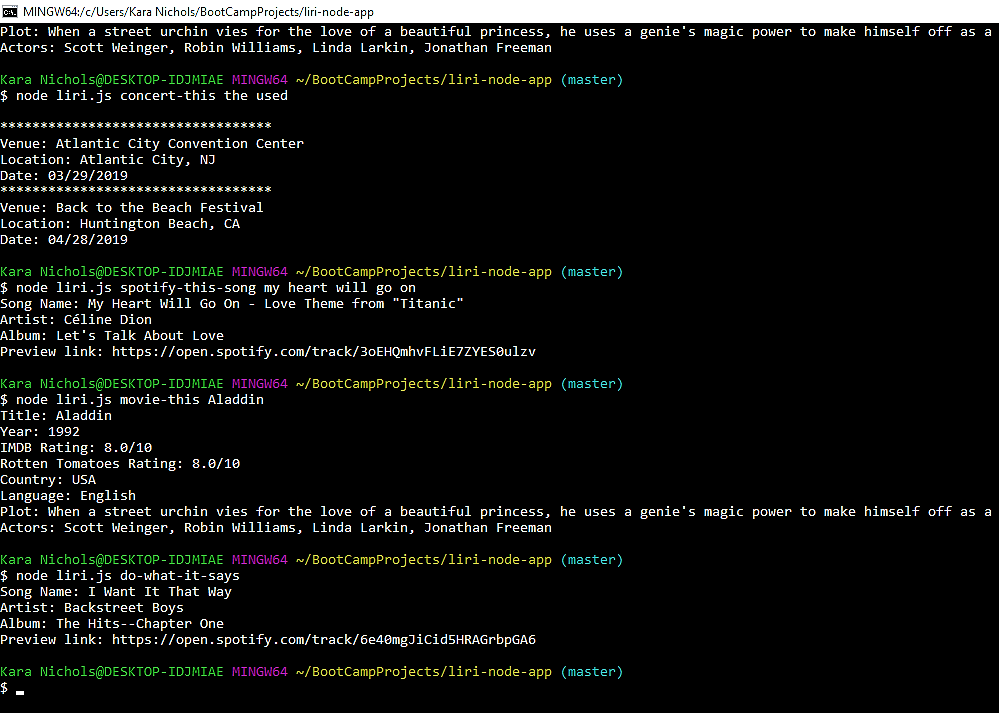 MINGW64:/c/Users/Kara Nichols/BootCampProjects/liri-node-app
Plot: When a street urchin vies for the love of a beautiful princess, he uses a genie's magic power to make himself off as a
Actors: Scott Weinger, Robin Williams, Linda Larkin, Jonathan Freeman
Kara Nichols@DESKTOP-IDJMIAE MINGW64 ~/BootCampProjects/liri-node-app (master)
$ node liri.js concert-this the used
**********************************
Venue: Atlantic City Convention Center
Location: Atlantic City, NJ
Date: 03/29/2019
**********************************
Venue: Back to the Beach Festival
Location: Huntington Beach, CA
Date: 04/28/2019
Kara Nichols@DESKTOP-IDJMIAE MINGW64 ~/BootCampProjects/liri-node-app (master)
$ node liri.js spotify-this-song my heart will go on
Song Name: My Heart Will Go On - Love Theme from "Titanic"
Artist: Céline Dion
Album: Let's Talk About Love
Preview link: https://open.spotify.com/track/3oEHQmhvFLiE7ZYES0ulzv
Kara Nichols@DESKTOP-IDJMIAE MINGW64 ~/BootCampProjects/liri-node-app (master)
$ node liri.js movie-this Aladdin
Title: Aladdin
Year: 1992
IMDB Rating: 8.0/10
Rotten Tomatoes Rating: 8.0/10
Country: USA
Language: English
Plot: When a street urchin vies for the love of a beautiful princess, he uses a genie's magic power to make himself off as a
Actors: Scott Weinger, Robin Williams, Linda Larkin, Jonathan Freeman
Kara Nichols@DESKTOP-IDJMIAE MINGW64 ~/BootCampProjects/liri-node-app (master)
$ node liri.js do-what-it-says
Song Name: I Want It That Way
Artist: Backstreet Boys
Album: The Hits--Chapter One
Preview link: https://open.spotify.com/track/6e40mgJiCid5HRAGrbpGA6
Kara Nichols@DESKTOP-IDJMIAE MINGW64 ~/BootCampProjects/liri-node-app (master)
$